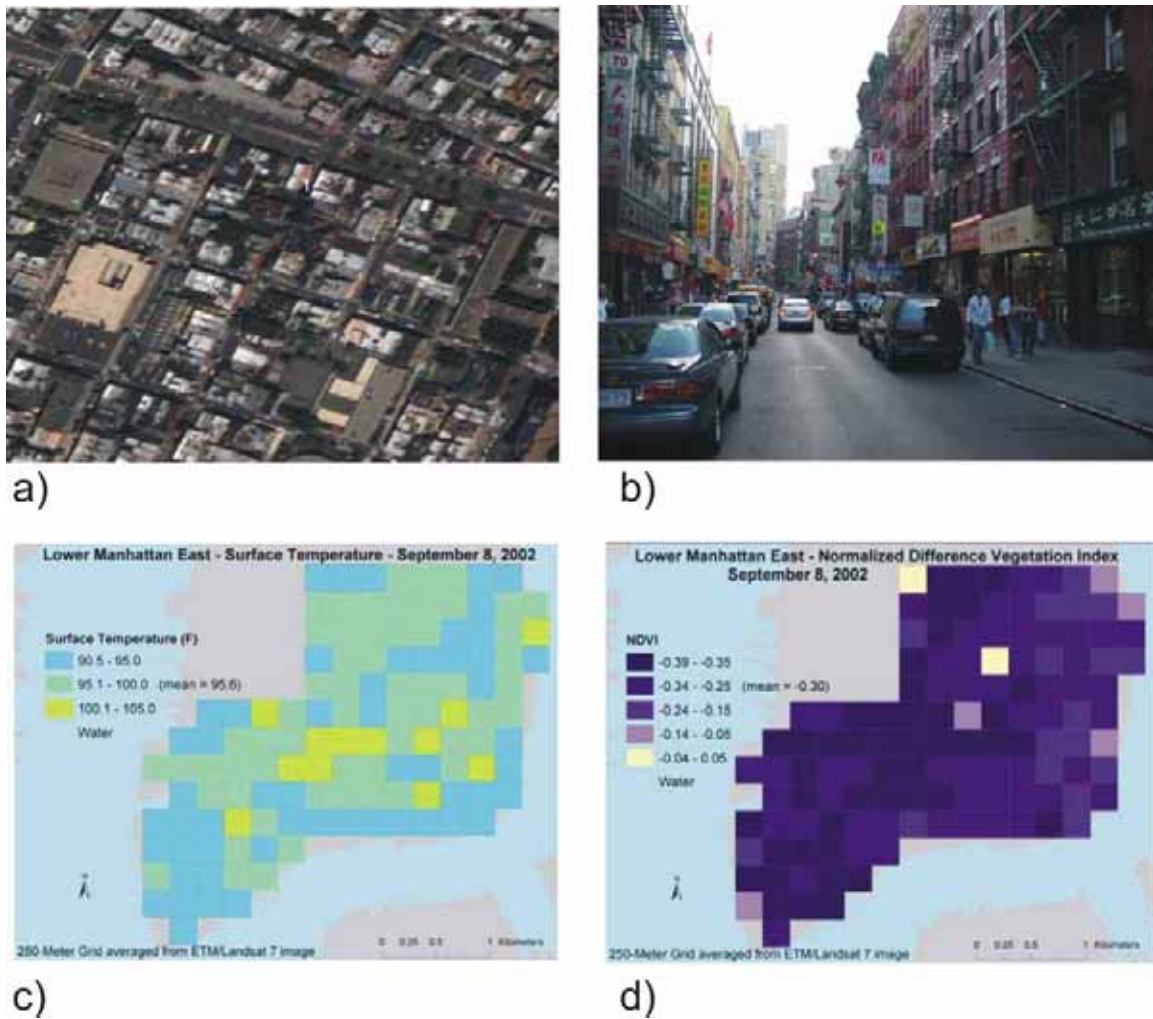 a)
b)
Lower Manhattan East - Surface Temperature - September 8, 2002
Surface Temperature (F)
90.5 - 95.0
95.1 - 100.0 (mean = 95.6)
100.1 - 105.0
Water
0 0.25 0.5 1 Kilometers
250-Meter Grid averaged from ETM/Landsat 7 image
c)
Lower Manhattan East - Normalized Difference Vegetation Index
September 8, 2002
NDVI
-0.39 - -0.35
-0.34 - -0.25 (mean = -0.30)
-0.24 - -0.15
-0.14 - -0.05
-0.04 - 0.05
Water
0 0.25 0.5 1 Kilometers
250-Meter Grid averaged from ETM/Landsat 7 image
d)